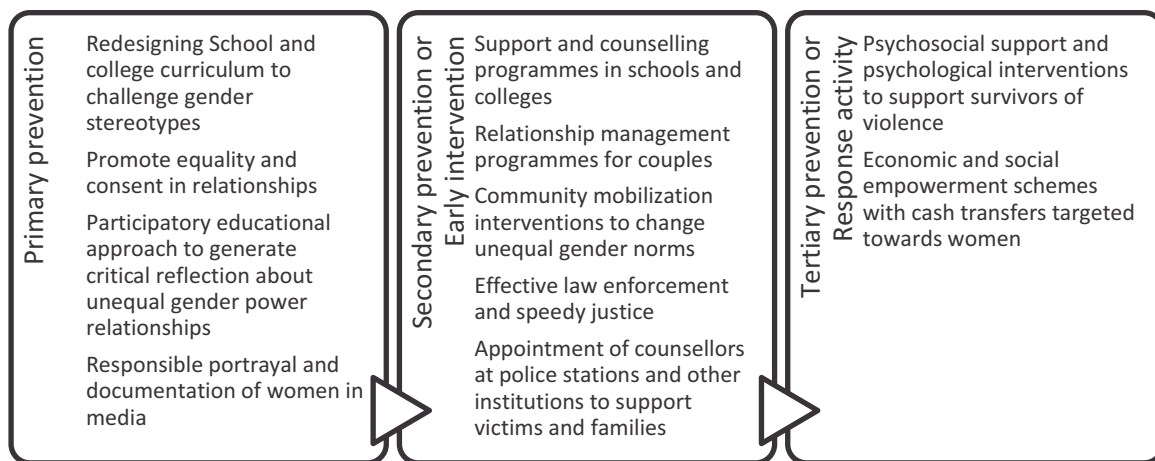 Primary prevention
Redesigning School and
college curriculum to
challenge gender
stereotypes
Promote equality and
consent in relationships
Participatory educational
approach to generate
critical reflection about
unequal gender power
relationships
Responsible portrayal and
documentation of women in
media
Secondary prevention or
Early intervention
Support and counselling
programmes in schools and
colleges
Relationship management
programmes for couples
Community mobilization
interventions to change
unequal gender norms
Effective law enforcement
and speedy justice
Appointment of counsellors
at police stations and other
institutions to support
victims and families
Tertiary prevention or
Response activity
Psychosocial support and
psychological interventions
to support survivors of
violence
Economic and social
empowerment schemes
with cash transfers targeted
towards women